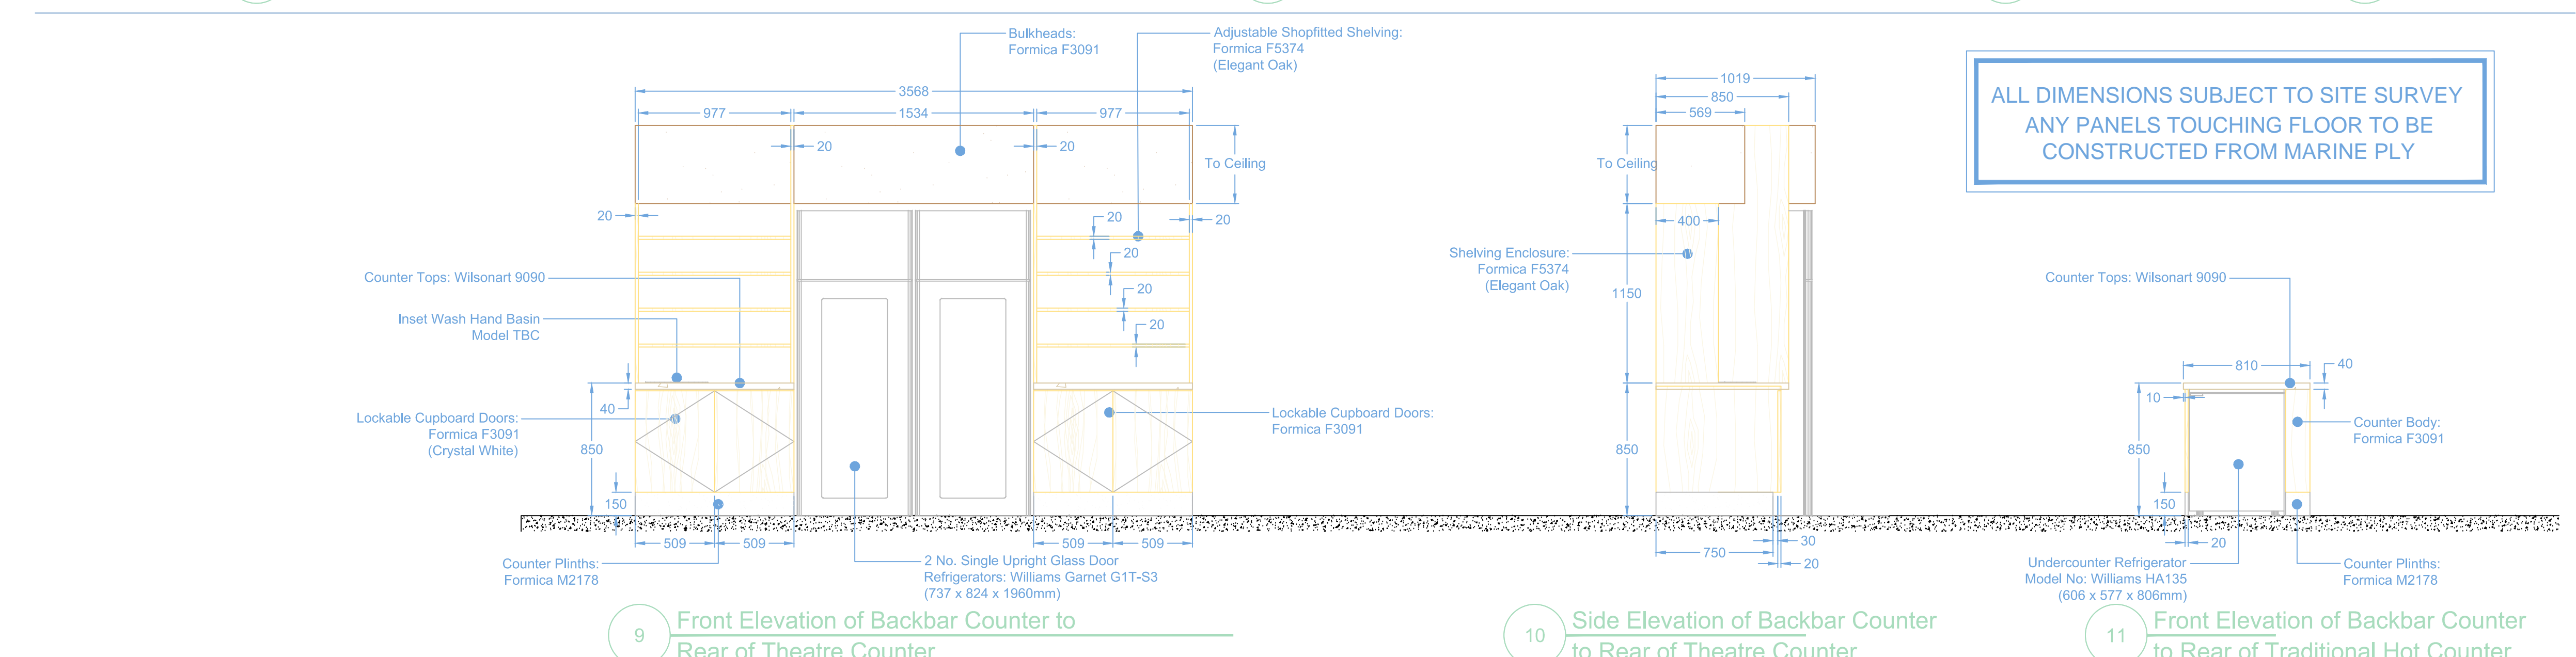 Bulkheads:
Formica F3091
Adjustable Shopfitted Shelving:
Formica F5374
(Elegant Oak)
3568
977
1534
977
20
20
To Ceiling
20
20
20
20
20
20
Counter Tops: Wilsonart 9090
Inset Wash Hand Basin
Model TBC
40
Lockable Cupboard Doors:
Formica F3091
(Crystal White)
850
150
Lockable Cupboard Doors:
Formica F3091
509
509
509
509
Counter Plinths:
Formica M2178
2 No. Single Upright Glass Door
Refrigerators: Williams Garnet G1T-S3
(737 x 824 x 1960mm)
9
Front Elevation of Backbar Counter to
Rear of Theatre Counter
1019
850
569
To Ceiling
400
Shelving Enclosure:
Formica F5374
(Elegant Oak)
1150
850
750
30
20
10
Side Elevation of Backbar Counter
to Rear of Theatre Counter
ALL DIMENSIONS SUBJECT TO SITE SURVEY
ANY PANELS TOUCHING FLOOR TO BE
CONSTRUCTED FROM MARINE PLY
Counter Tops: Wilsonart 9090
810
40
10
Counter Body:
Formica F3091
850
150
20
Undercounter Refrigerator
Model No: Williams HA135
(606 x 577 x 806mm)
Counter Plinths:
Formica M2178
11
Front Elevation of Backbar Counter
to Rear of Traditional Hot Counter